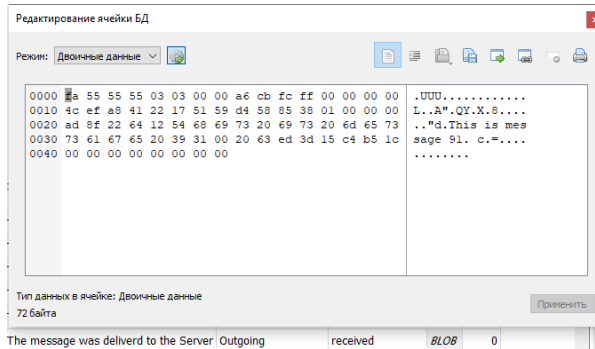 Редактирование ячейки БД
Режим: Двоичные данные
0000 fa 55 55 55 03 03 00 00 a6 cb fc ff 00 00 00 00 .UUU............
0010 4c ef a8 41 22 17 51 59 d4 58 85 38 01 00 00 00 L..A".QY.X.8....
0020 ad 8f 22 64 12 54 68 69 73 20 69 73 20 6d 65 73 .."d.This is mes
0030 73 61 67 65 20 39 31 00 20 63 ed 3d 15 c4 b5 1c sage 91. c.=....
0040 00 00 00 00 00 00 00 00 ........
Тип данных в ячейке: Двоичные данные
72 байта
Применить
The message was deliverd to the Server Outgoing received BLOB 0